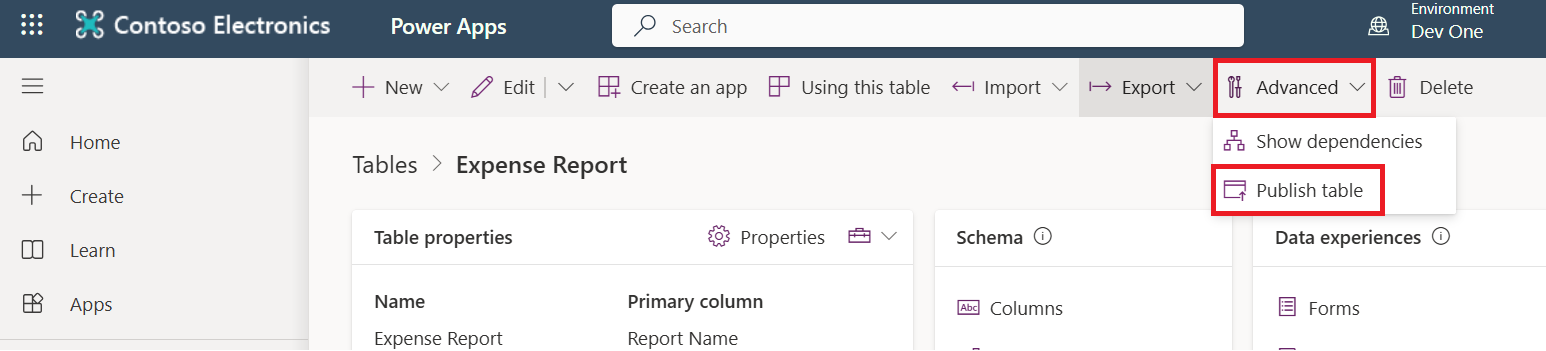 Contoso Electronics Power Apps Search Environment
Dev One
New Edit Create an app Using this table Import Export Advanced Delete
Home
Create
Learn
Apps
Show dependencies
Publish table
Tables > Expense Report
Table properties Properties
Name Primary column
Expense Report Report Name
Schema
Abc Columns
Data experiences
Forms